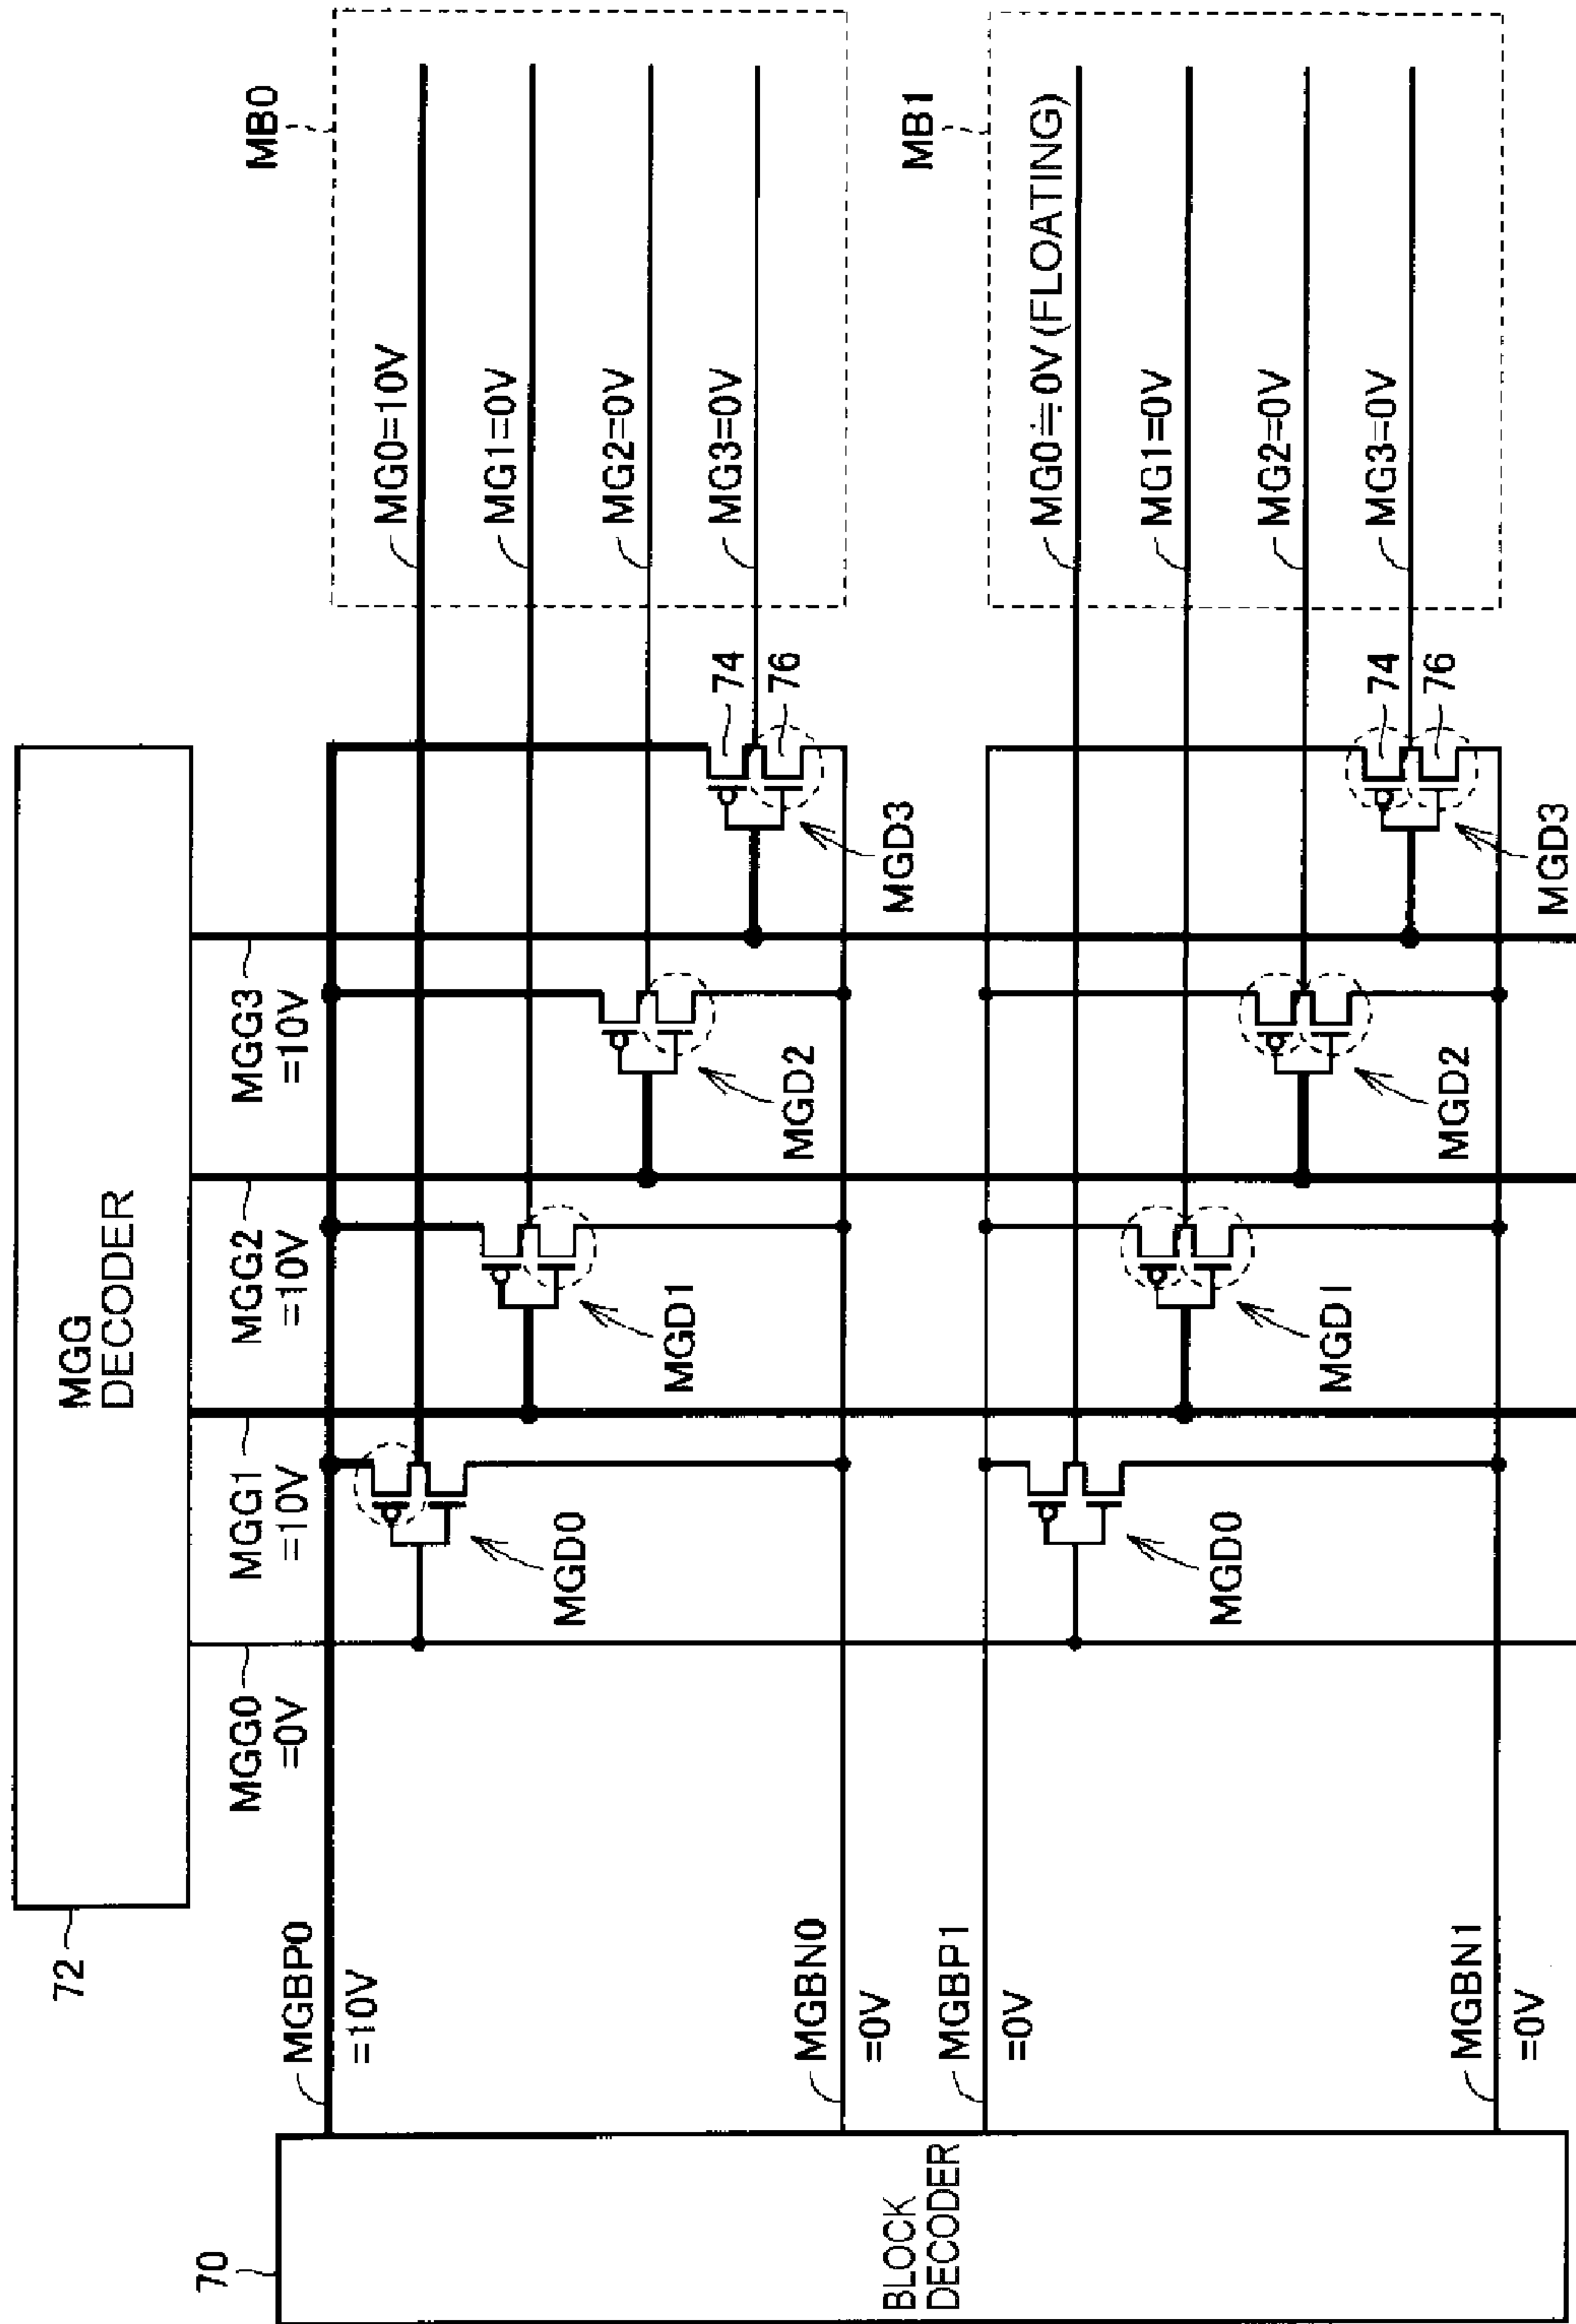 72
MGG
DECODER
MGG0
=0V
MGG1
=10V
MGG2
=10V
MGG3
=10V
70
BLOCK
DECODER
MGBP0
=10V
MGBN0
=0V
MGBP1
=0V
MGBN1
=0V
MB0
MG0=10V
MG1=0V
MG2=0V
MG3=0V
74
76
MGD0
MGD1
MGD2
MGD3
MB1
MG0≒0V (FLOATING)
MG1=0V
MG2=0V
MG3=0V
74
76
MGD0
MGD1
MGD2
MGD3